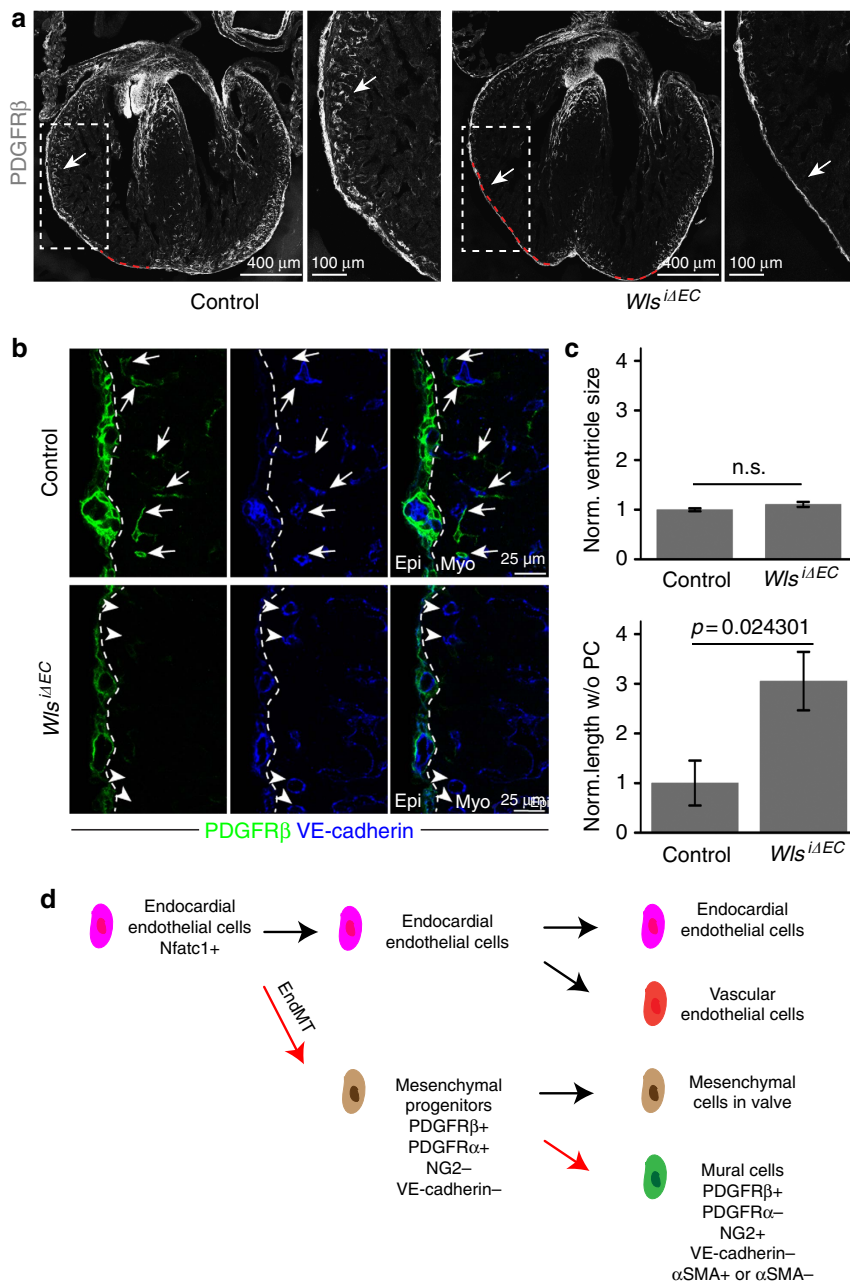 a
PDGFRβ
400 μm
100 μm
400 μm
100 μm
Control
Wls iΔEC
b
Control
Epi Myo
25 μm
Wls iΔEC
Epi Myo
25 μm
Epi
PDGFRβ VE-cadherin
c
Norm. ventricle size
4
3
2
1
0
n.s.
Control
Wls iΔEC
Norm.length w/o PC
4
3
2
1
0
p = 0.024301
Control
Wls iΔEC
d
Endocardial
endothelial cells
Nfatc1+
Endocardial
endothelial cells
Endocardial
endothelial cells
EndMT
Vascular
endothelial cells
Mesenchymal
progenitors
PDGFRβ+
PDGFRα+
NG2–
VE-cadherin–
Mesenchymal
cells in valve
Mural cells
PDGFRβ+
PDGFRα–
NG2+
VE-cadherin–
αSMA+ or αSMA–